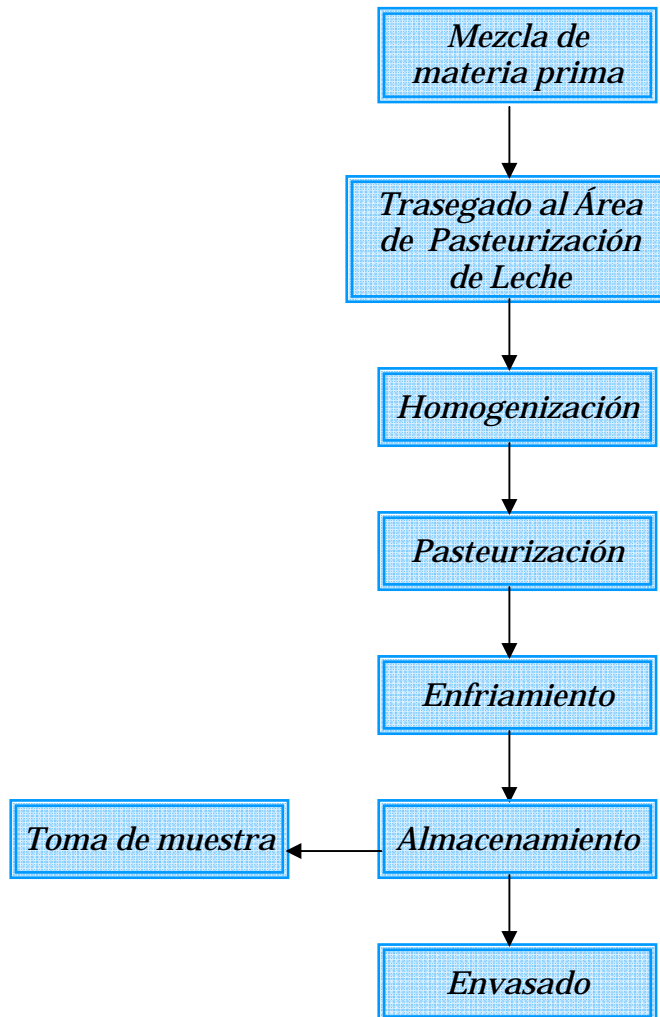 Mezcla de
materia prima
Trasegado al Área
de Pasteurización
de Leche
Homogenización
Pasteurización
Enfriamiento
Toma de muestra
Almacenamiento
Envasado